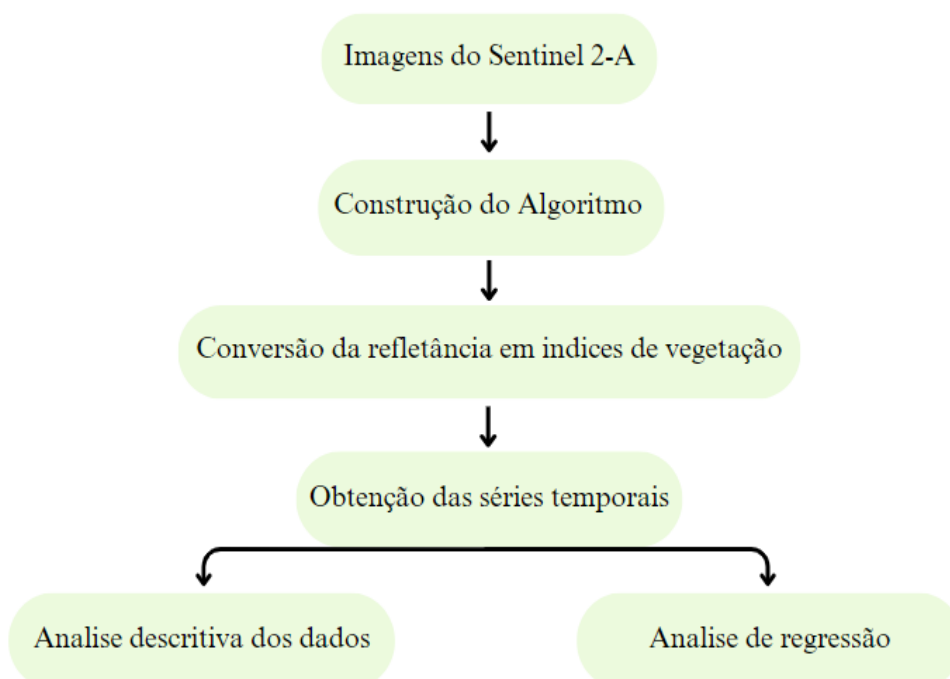 Imagens do Sentinel 2-A
Construção do Algoritmo
Conversão da refletância em indices de vegetação
Obtenção das séries temporais
Analise descritiva dos dados
Analise de regressão